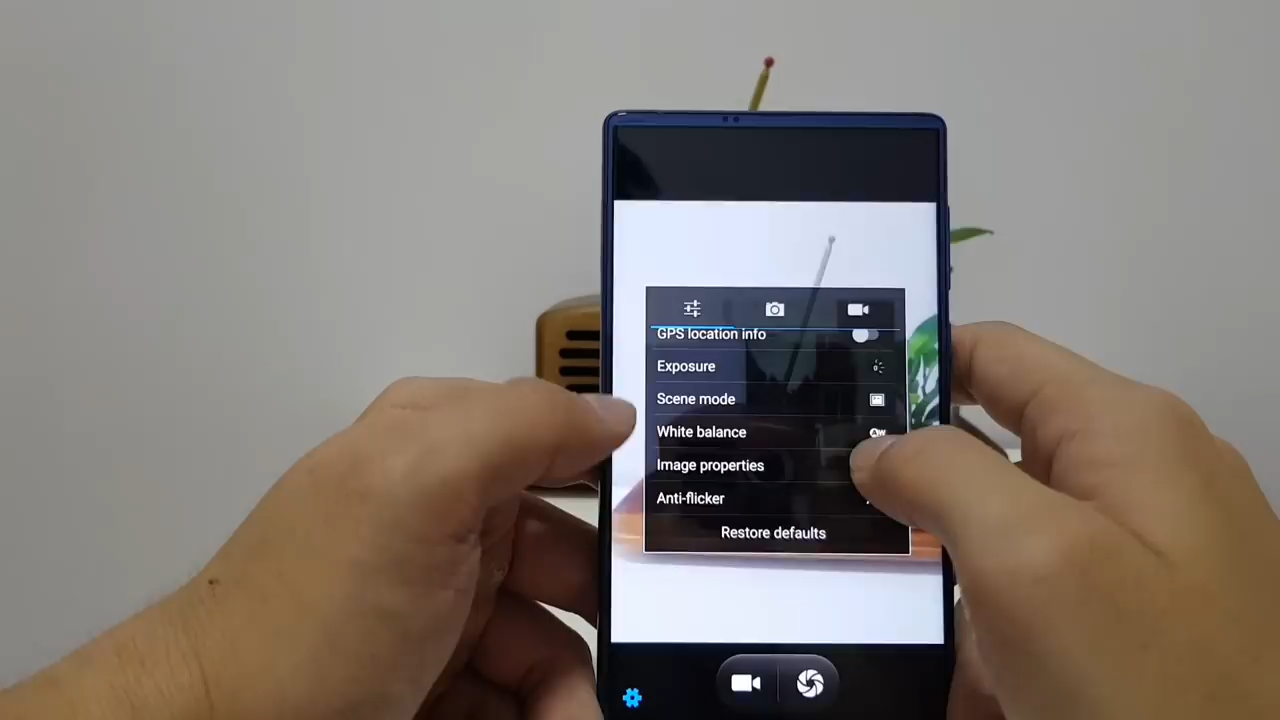 GPS location info
Exposure
Scene mode
White balance
Image properties
Anti-flicker
Restore defaults